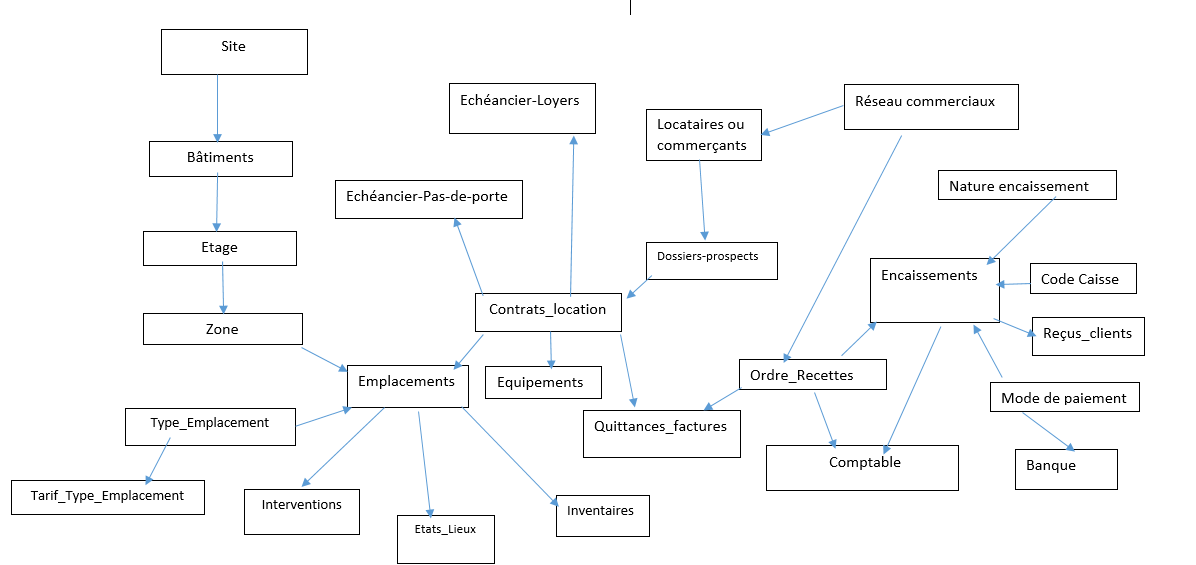 Site
Echéancier-Loyers
Réseau commerciaux
Locataires ou
commerçants
Bâtiments
Echéancier-Pas-de-porte
Nature encaissement
Etage
Dossiers-prospects
Encaissements
Code Caisse
Contrats_location
Zone
Reçus_clients
Emplacements
Equipements
Ordre_Recettes
Mode de paiement
Type_Emplacement
Quittances_factures
Comptable
Banque
Tarif_Type_Emplacement
Interventions
Inventaires
Etats_Lieux